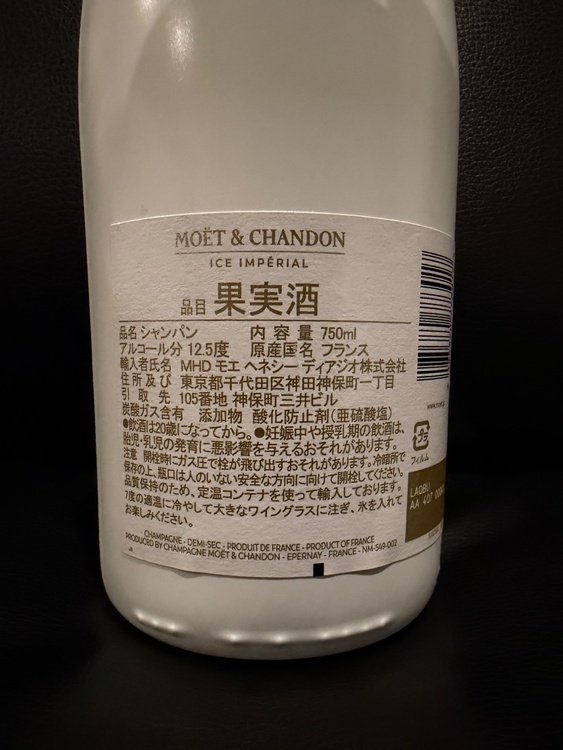 MOËT & CHANDON
ICE IMPÉRIAL
品目 果実酒
品名 シャンパン 内容量 750ml
アルコール分 12.5度 原産国名 フランス
輸入者氏名 MHD モエ ヘネシー ディアジオ株式会社
住所及び 東京都千代田区神田神保町一丁目
引取先 105番地 神保町三井ビル
炭酸ガス含有 添加物 酸化防止剤(亜硫酸塩)
●飲酒は20歳になってから。●妊娠中や授乳期の飲酒は、
胎児・乳児の発育に悪影響を与えるおそれがあります。
注意 開栓時にガス圧で栓が飛び出すおそれがあります。冷暗所で
保存の上、瓶口は人のいない安全な方向に向けて開栓してください。
品質保持のため、定温コンテナを使って輸入しております。
7度の適温に冷やして大きなワイングラスに注ぎ、氷を入れて
お楽しみください。
CHAMPAGNE - DEMI-SEC - PRODUIT DE FRANCE - PRODUCT OF FRANCE
PRODUCED BY CHAMPAGNE MOËT & CHANDON - EPERNAY - FRANCE - NM-549-002
プラ
フィルム
AA 407